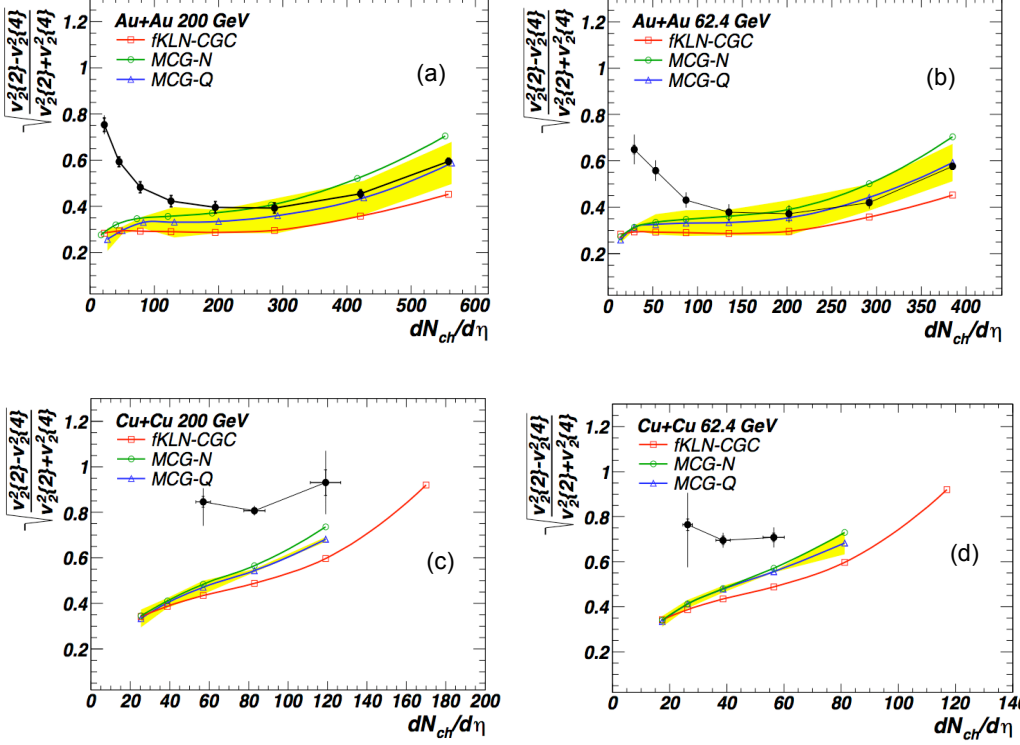 Au+Au 200 GeV
fKLN-CGC
MCG-N
MCG-Q
(a)
v₂²{2}-v₂²{4}
v₂²{2}+v₂²{4}
1.2
1
0.8
0.6
0.4
0.2
0 100 200 300 400 500 600
dN_ch/dη
Au+Au 62.4 GeV
fKLN-CGC
MCG-N
MCG-Q
(b)
v₂²{2}-v₂²{4}
v₂²{2}+v₂²{4}
1.2
1
0.8
0.6
0.4
0.2
0 50 100 150 200 250 300 350 400
dN_ch/dη
Cu+Cu 200 GeV
fKLN-CGC
MCG-N
MCG-Q
(c)
v₂²{2}-v₂²{4}
v₂²{2}+v₂²{4}
1.2
1
0.8
0.6
0.4
0.2
0 20 40 60 80 100 120 140 160 180 200
dN_ch/dη
Cu+Cu 62.4 GeV
fKLN-CGC
MCG-N
MCG-Q
(d)
v₂²{2}-v₂²{4}
v₂²{2}+v₂²{4}
1.2
1
0.8
0.6
0.4
0.2
0 20 40 60 80 100 120 140
dN_ch/dη